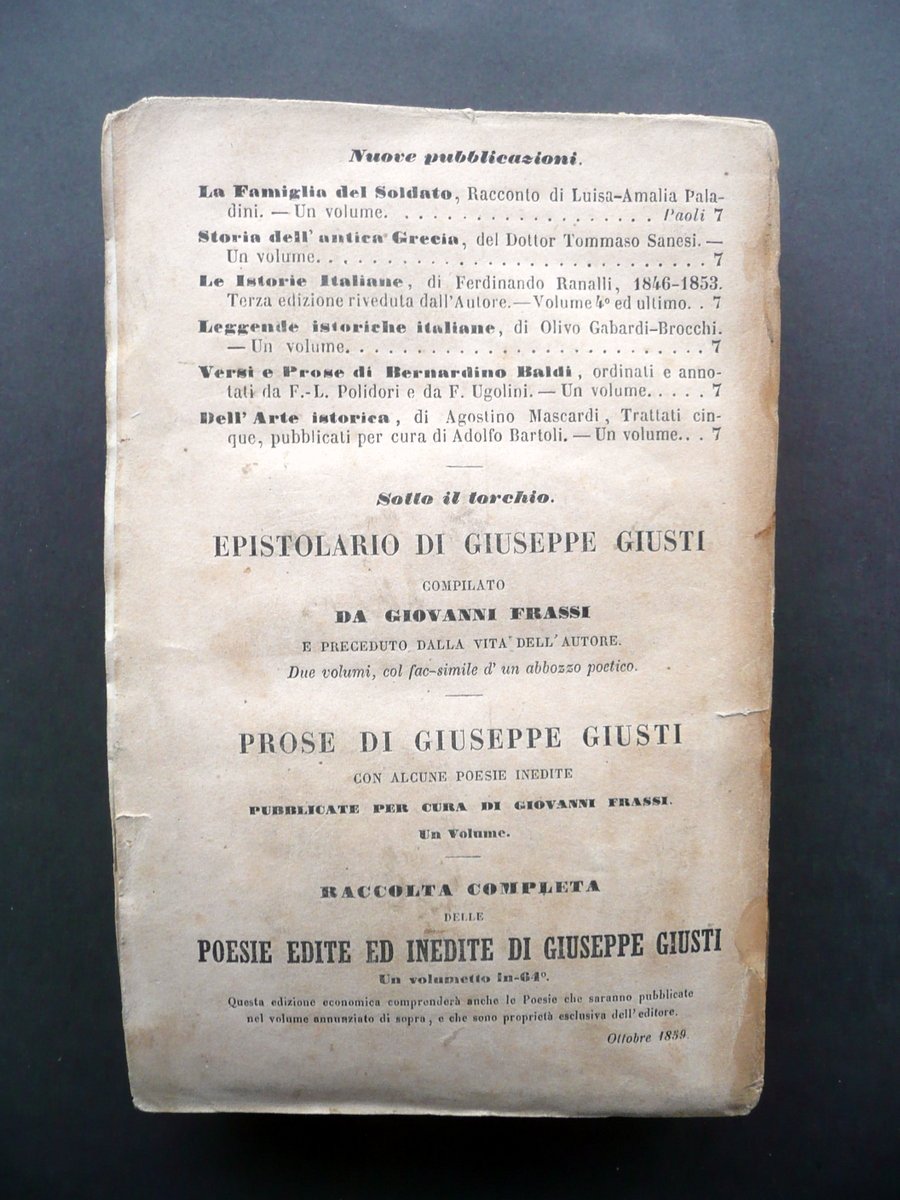 Nuove pubblicazioni.
La Famiglia del Soldato, Racconto di Luisa-Amalia Pala-
dini. — Un volume. . . . . . . . . . . . . . . . . . . . Paoli 7
Storia dell' antica Grecia, del Dottor Tommaso Sanesi. —
Un volume. . . . . . . . . . . . . . . . . . . . . . . . . . . . . 7
Le Istorie Italiane, di Ferdinando Ranalli, 1846-1853.
Terza edizione riveduta dall'Autore.—Volume 4º ed ultimo. . 7
Leggende istoriche italiane, di Olivo Gabardi-Brocchi.
— Un volume. . . . . . . . . . . . . . . . . . . . . . . . . . . 7
Versi e Prose di Bernardino Baldi, ordinati e anno-
tati da F.-L. Polidori e da F. Ugolini. — Un volume. . . . . 7
Dell' Arte istorica, di Agostino Mascardi, Trattati cin-
que, pubblicati per cura di Adolfo Bartoli. — Un volume. . . 7
Sotto il torchio.
EPISTOLARIO DI GIUSEPPE GIUSTI
COMPILATO
DA GIOVANNI FRASSI
E PRECEDUTO DALLA VITA DELL' AUTORE.
Due volumi, col fac-simile d' un abbozzo poetico.
PROSE DI GIUSEPPE GIUSTI
CON ALCUNE POESIE INEDITE
PUBBLICATE PER CURA DI GIOVANNI FRASSI.
Un Volume.
RACCOLTA COMPLETA
DELLE
POESIE EDITE ED INEDITE DI GIUSEPPE GIUSTI
Un volumetto in-64º.
Questa edizione economica comprenderà anche le Poesie che saranno pubblicate
nel volume annunziato di sopra, e che sono proprietà esclusiva dell' editore.
Ottobre 1859.